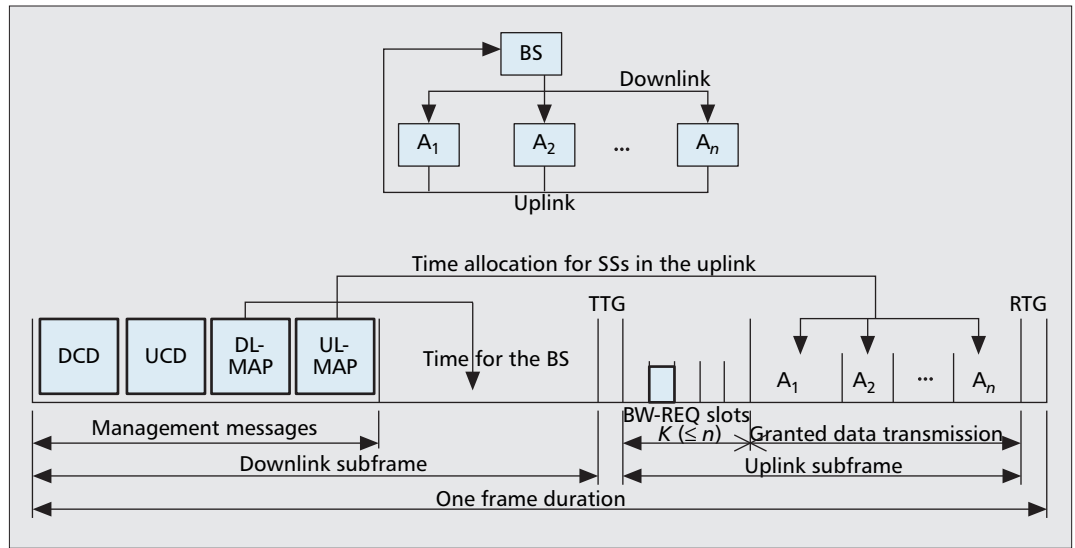 BS
Downlink
A1 A2 ... An
Uplink
Time allocation for SSs in the uplink
TTG RTG
DCD UCD DL-MAP UL-MAP
Time for the BS
A1 A2 ... An
BW-REQ slots
Management messages K (≤ n) Granted data transmission
Downlink subframe Uplink subframe
One frame duration